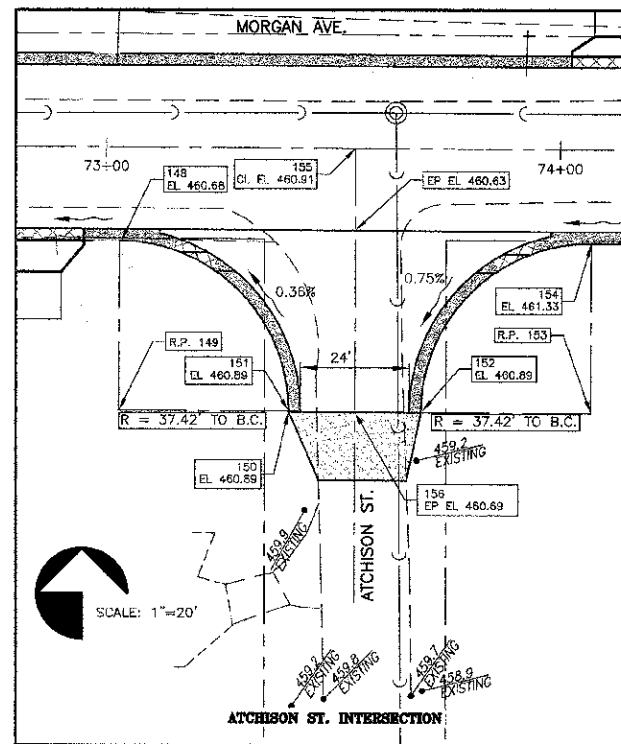 MORGAN AVE.
73+00
148
EL 460.68
155
CL EL 460.91
EP EL 460.63
74+00
0.36%
0.75%
154
EL 461.33
R.P. 149
R.P. 153
151
EL 460.89
24'
152
EL 460.89
R = 37.42' TO B.C.
R = 37.42' TO B.C.
459.2
EXISTING
150
EL 460.89
156
EP EL 460.69
459.9
EXISTING
ATCHISON ST.
SCALE: 1"=20'
459.2
EXISTING
459.8
EXISTING
459.7
EXISTING
458.9
EXISTING
ATCHISON ST. INTERSECTION